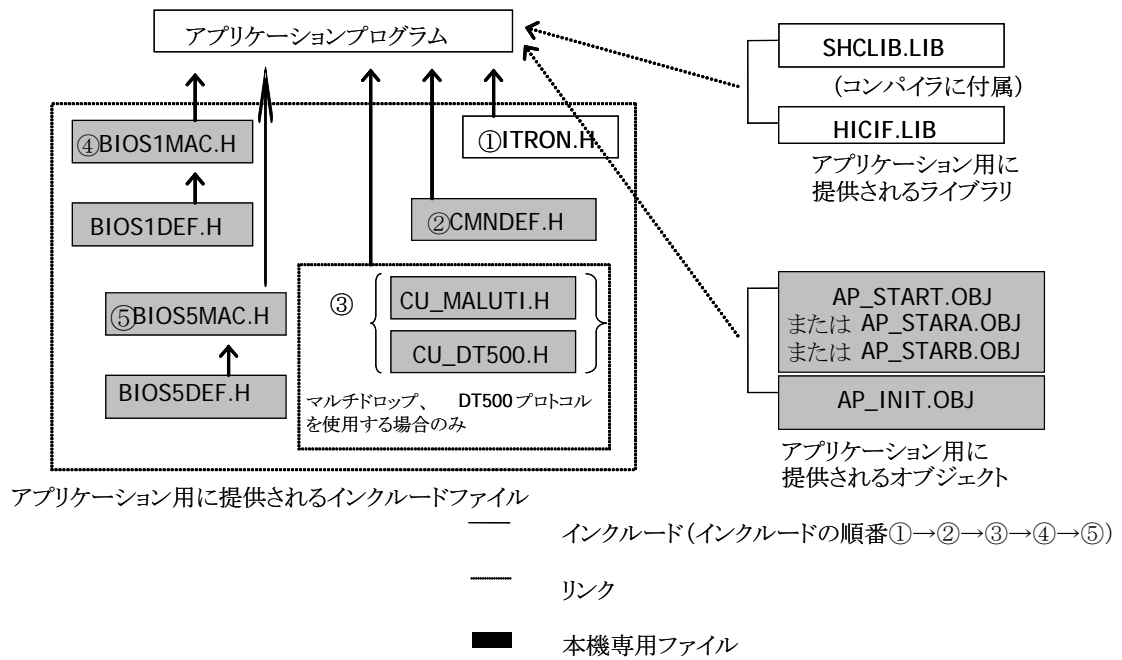 アプリケーションプログラム
SHCLIB.LIB
(コンパイラに付属)
HICIF.LIB
アプリケーション用に
提供されるライブラリ
④BIOS1MAC.H
①ITRON.H
BIOS1DEF.H
②CMNDEF.H
③
CU_MALUTI.H
CU_DT500.H
⑤BIOS5MAC.H
BIOS5DEF.H
マルチドロップ、 DT500プロトコル
を使用する場合のみ
AP_START.OBJ
または AP_STARA.OBJ
または AP_STARB.OBJ
AP_INIT.OBJ
アプリケーション用に
提供されるオブジェクト
アプリケーション用に提供されるインクルードファイル
インクルード(インクルードの順番①→②→③→④→⑤)
リンク
本機専用ファイル